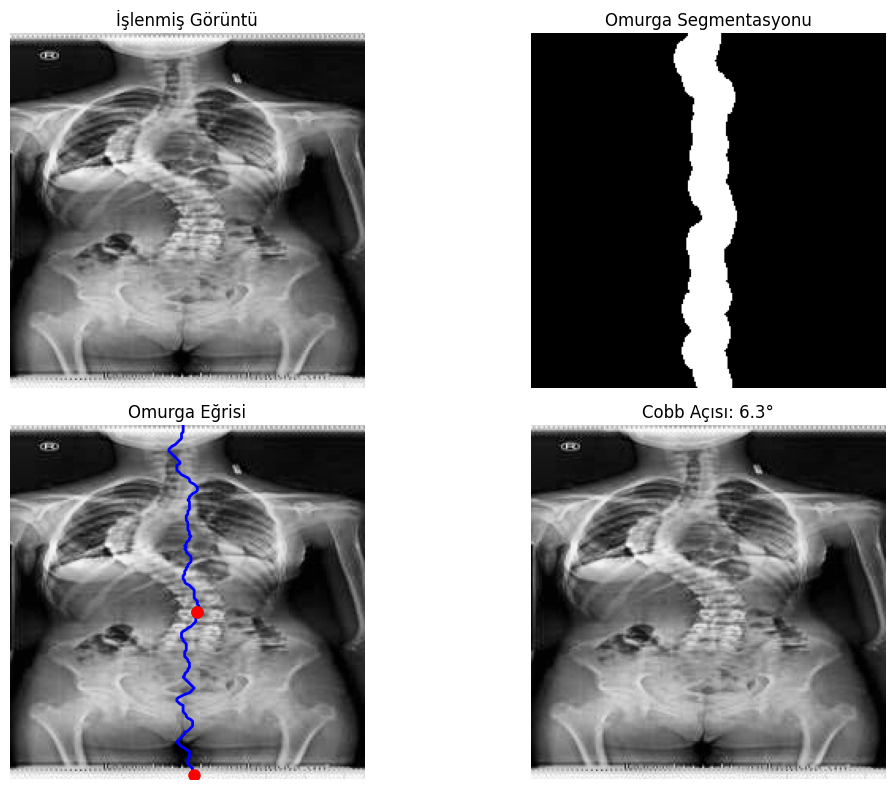 İşlenmiş Görüntü
Omurga Segmentasyonu
R
Omurga Eğrisi
Cobb Açısı: 6.3°
R
R